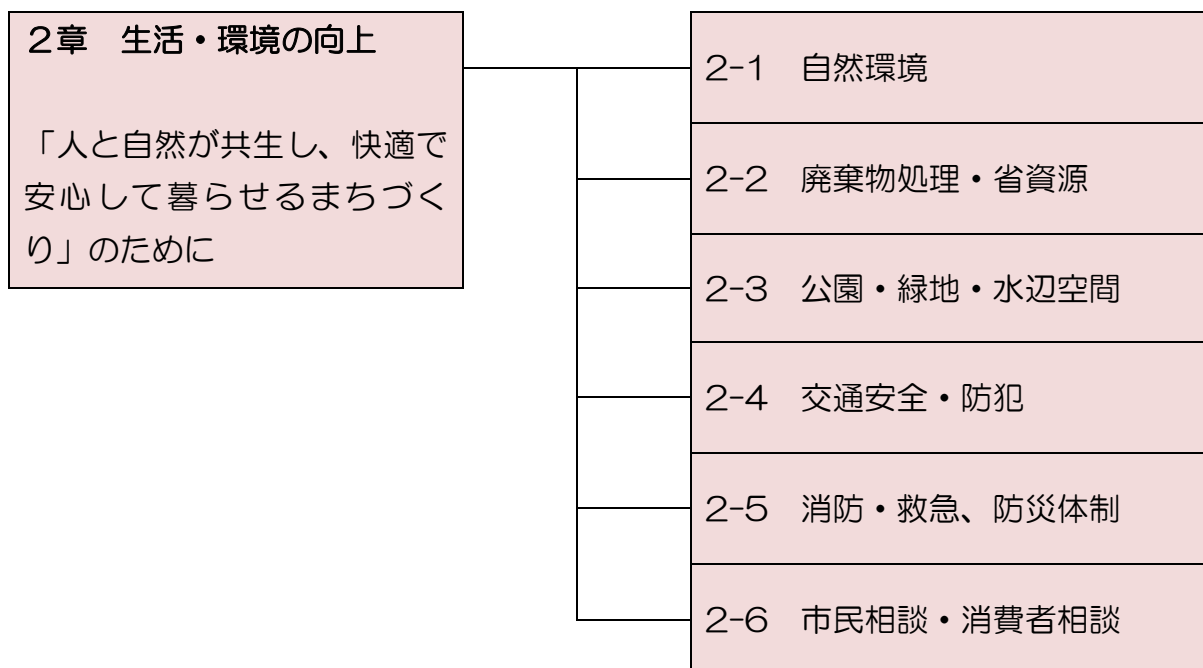 ２章　生活・環境の向上
「人と自然が共生し、快適で
安心して暮らせるまちづく
り」のために
2-1　自然環境
2-2　廃棄物処理・省資源
2-3　公園・緑地・水辺空間
2-4　交通安全・防犯
2-5　消防・救急、防災体制
2-6　市民相談・消費者相談